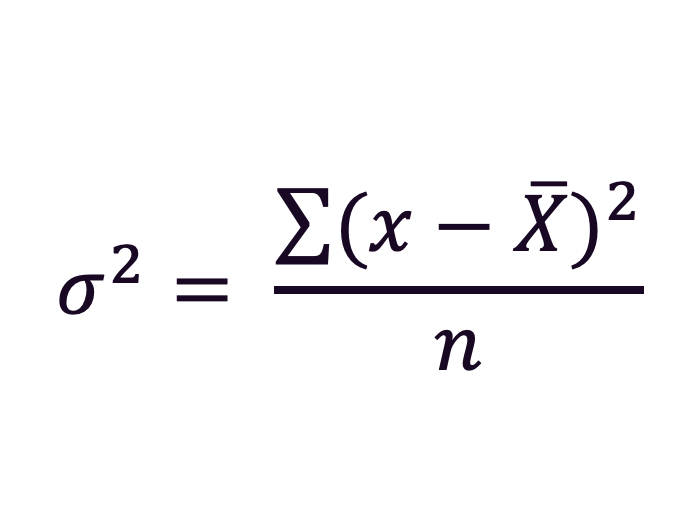 σ² = ∑(x − X̄)² / n